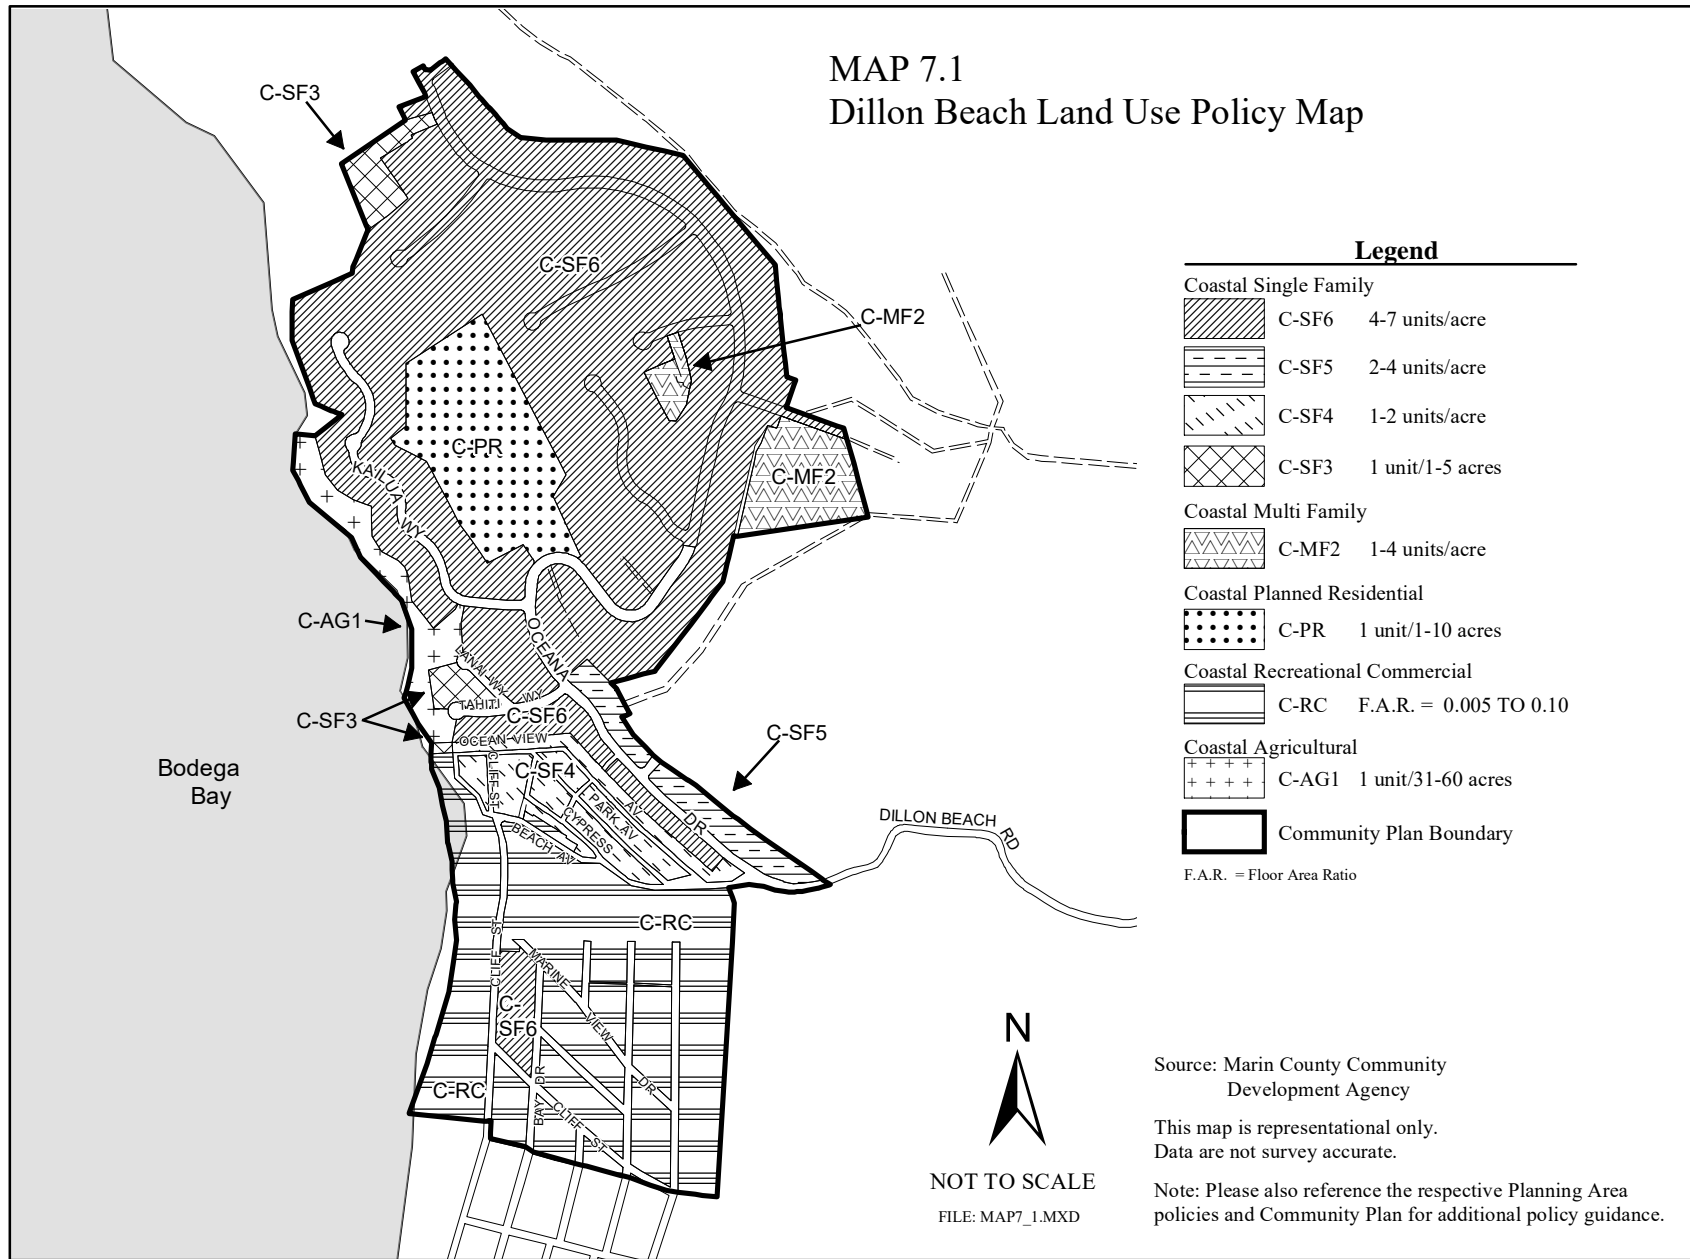 MAP 7.1
Dillon Beach Land Use Policy Map
C-SF3
C-SF6
C-MF2
C-PR
C-MF2
KAILUA WY
C-AG1
OCEANA
LANAI WY
TAHITI WY
C-SF3
C-SF6
OCEAN VIEW
AV
C-SF5
C-SF4
CLIFF ST
PARK AV
CYPRESS
BEACH AV
DR
DILLON BEACH RD
Bodega
Bay
C-RC
CLIFF ST
MARINE VIEW DR
C-
SF6
C-RC
BAY DR
CLIFF ST
Legend
Coastal Single Family
C-SF6 4-7 units/acre
C-SF5 2-4 units/acre
C-SF4 1-2 units/acre
C-SF3 1 unit/1-5 acres
Coastal Multi Family
C-MF2 1-4 units/acre
Coastal Planned Residential
C-PR 1 unit/1-10 acres
Coastal Recreational Commercial
C-RC F.A.R. = 0.005 TO 0.10
Coastal Agricultural
C-AG1 1 unit/31-60 acres
Community Plan Boundary
F.A.R. = Floor Area Ratio
N
NOT TO SCALE
FILE: MAP7_1.MXD
Source: Marin County Community
Development Agency
This map is representational only.
Data are not survey accurate.
Note: Please also reference the respective Planning Area
policies and Community Plan for additional policy guidance.